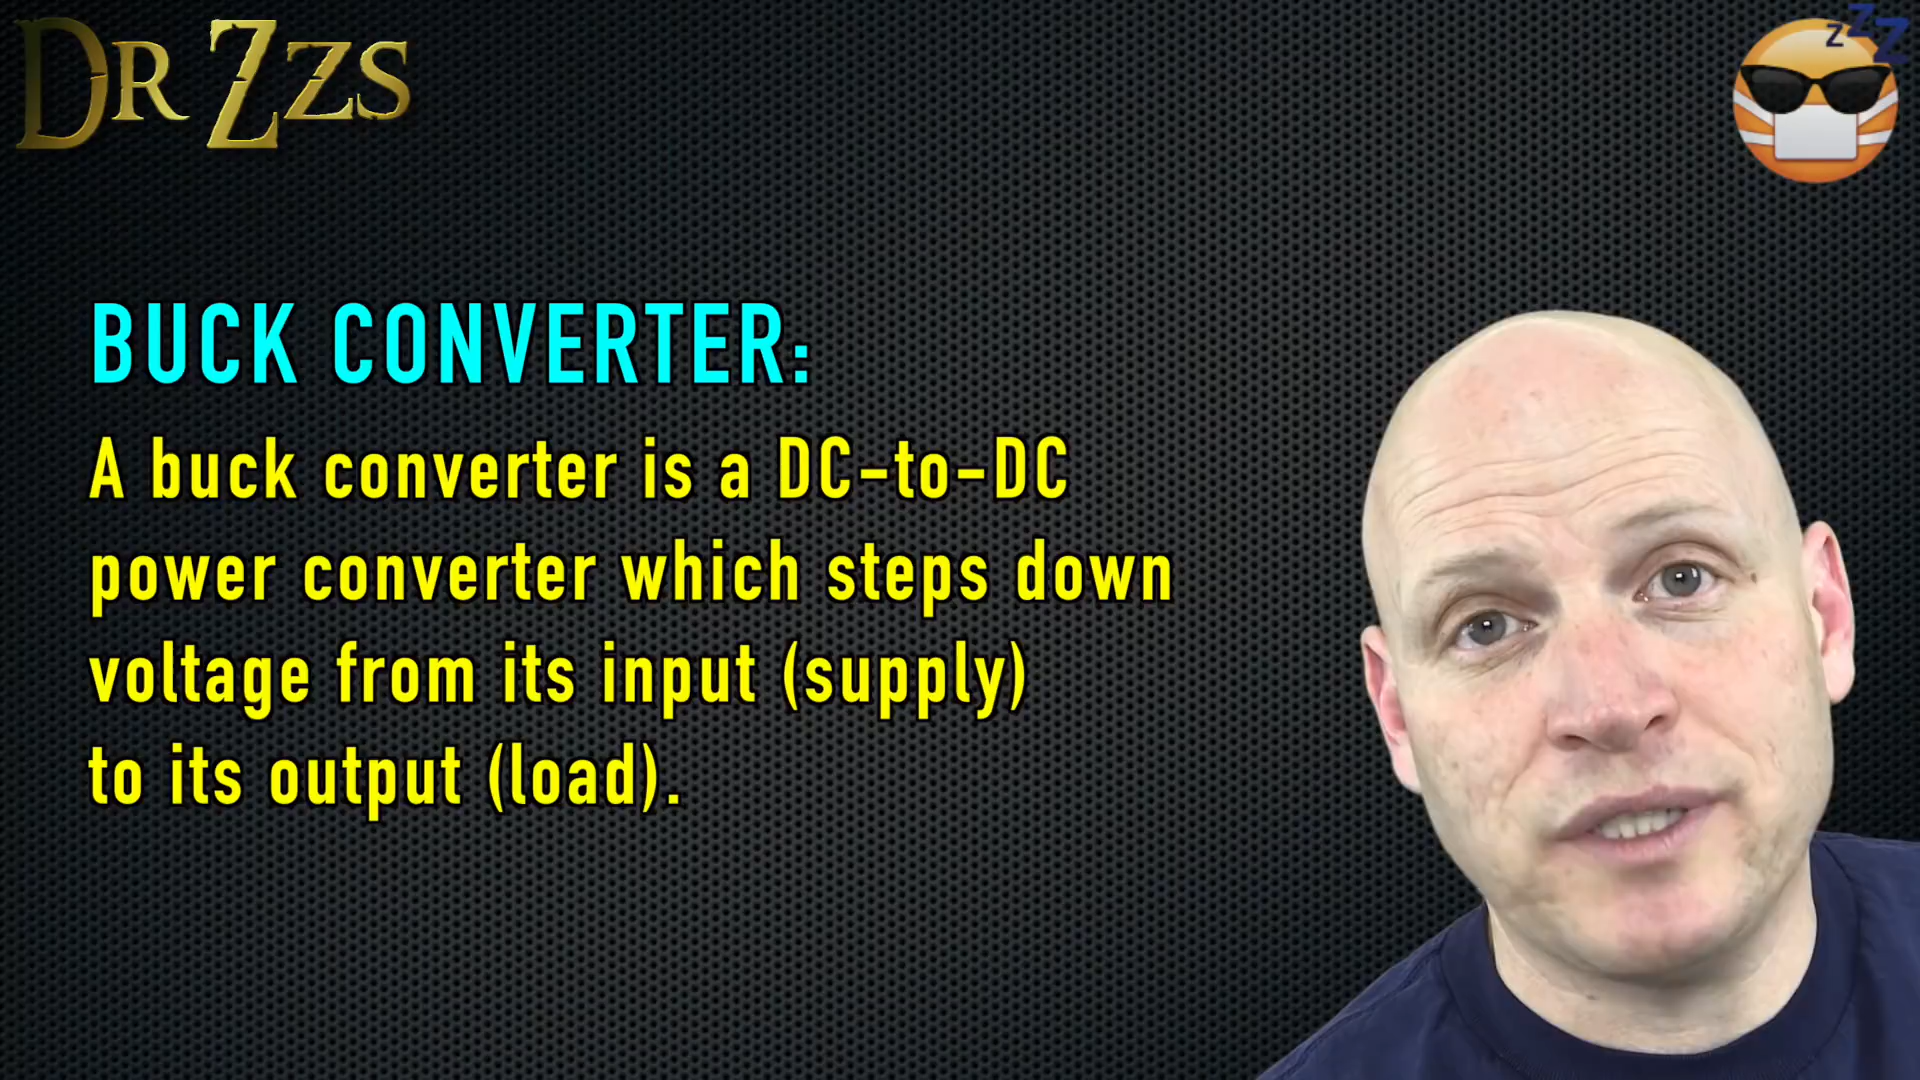 DR ZZS
zZZ
BUCK CONVERTER:
A buck converter is a DC-to-DC
power converter which steps down
voltage from its input (supply)
to its output (load).